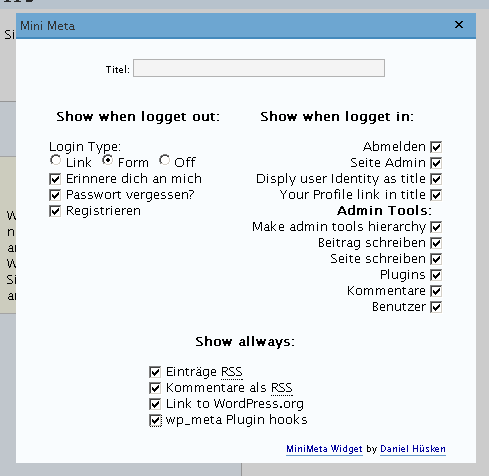 Mini Meta
Si
Titel:
Show when logget out:
Login Type:
Link Form Off
Erinnere dich an mich
Passwort vergessen?
Registrieren
Show when logget in:
Abmelden
Seite Admin
Disply user Identity as title
Your Profile link in title
Admin Tools:
Make admin tools hierarchy
Beitrag schreiben
Seite schreiben
Plugins
Kommentare
Benutzer
Show allways:
Einträge RSS
Kommentare als RSS
Link to WordPress.org
wp_meta Plugin hooks
MiniMeta Widget by Daniel Hüsken